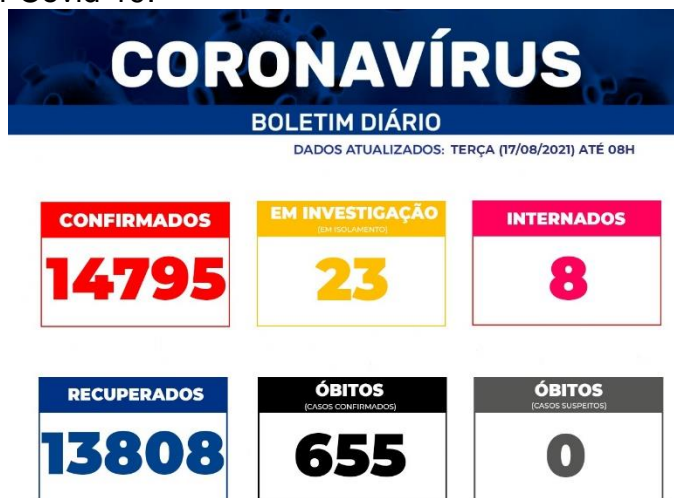 CORONAVÍRUS
BOLETIM DIÁRIO
DADOS ATUALIZADOS: TERÇA (17/08/2021) ATÉ 08H
CONFIRMADOS
14795
EM INVESTIGAÇÃO
(EM ISOLAMENTO)
23
INTERNADOS
8
RECUPERADOS
13808
ÓBITOS
(CASOS CONFIRMADOS)
655
ÓBITOS
(CASOS SUSPEITOS)
0